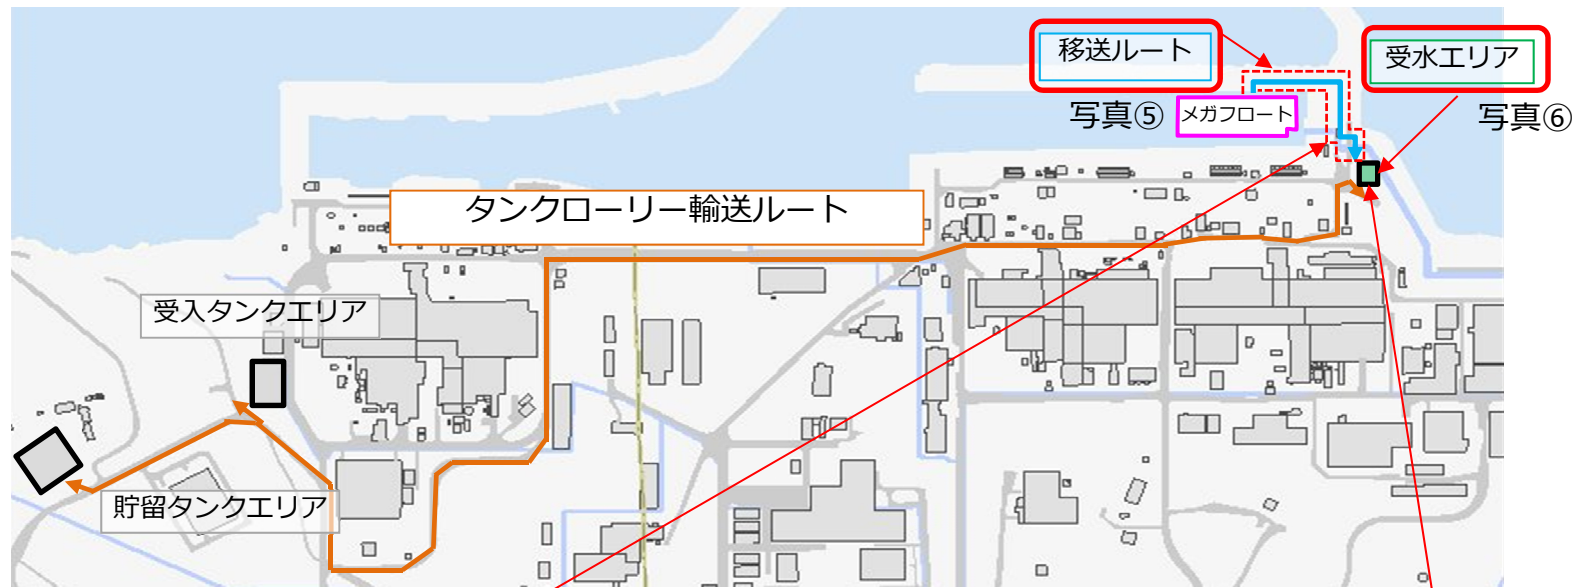 移送ルート
受水エリア
写真⑤
メガフロート
写真⑥
タンクローリー輸送ルート
受入タンクエリア
貯留タンクエリア